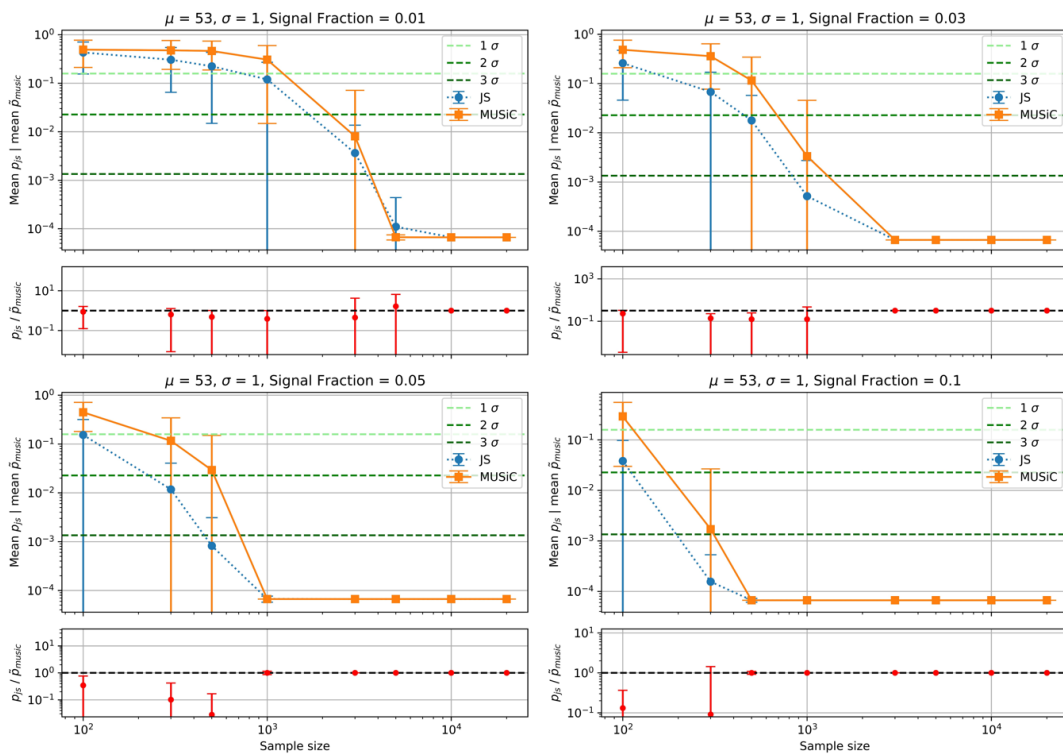 μ = 53, σ = 1, Signal Fraction = 0.01
Mean p_js | mean p̃_music
10⁰
10⁻¹
10⁻²
10⁻³
10⁻⁴
1 σ
2 σ
3 σ
JS
MUSiC
p_js / p̃_music
10¹
10⁻¹
μ = 53, σ = 1, Signal Fraction = 0.03
Mean p_js | mean p̃_music
10⁰
10⁻¹
10⁻²
10⁻³
10⁻⁴
1 σ
2 σ
3 σ
JS
MUSiC
p_js / p̃_music
10³
10¹
10⁻¹
μ = 53, σ = 1, Signal Fraction = 0.05
Mean p_js | mean p̃_music
10⁰
10⁻¹
10⁻²
10⁻³
10⁻⁴
1 σ
2 σ
3 σ
JS
MUSiC
p_js / p̃_music
10¹
10⁰
10⁻¹
10² 10³ 10⁴
Sample size
μ = 53, σ = 1, Signal Fraction = 0.1
Mean p_js | mean p̃_music
10⁻¹
10⁻²
10⁻³
10⁻⁴
1 σ
2 σ
3 σ
JS
MUSiC
p_js / p̃_music
10¹
10⁰
10⁻¹
10² 10³ 10⁴
Sample size